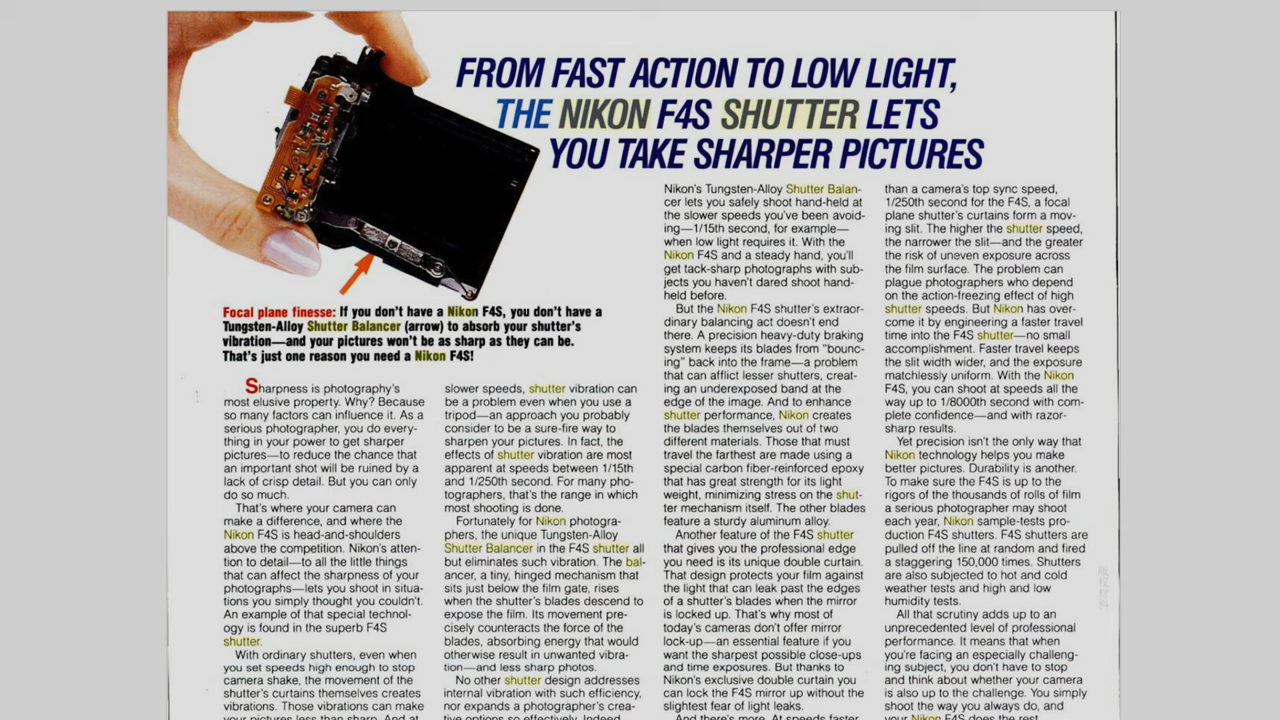 FROM FAST ACTION TO LOW LIGHT,
THE NIKON F4S SHUTTER LETS
YOU TAKE SHARPER PICTURES
Focal plane finesse: If you don't have a Nikon F4S, you don't have a
Tungsten-Alloy Shutter Balancer (arrow) to absorb your shutter's
vibration—and your pictures won't be as sharp as they can be.
That's just one reason you need a Nikon F4S!
Sharpness is photography's
most elusive property. Why? Because
so many factors can influence it. As a
serious photographer, you do every-
thing in your power to get sharper
pictures—to reduce the chance that
an important shot will be ruined by a
lack of crisp detail. But you can only
do so much.
That's where your camera can
make a difference, and where the
Nikon F4S is head-and-shoulders
above the competition. Nikon's atten-
tion to detail—to all the little things
that can affect the sharpness of your
photographs—lets you shoot in situa-
tions you simply thought you couldn't.
An example of that special technol-
ogy is found in the superb F4S
shutter.
With ordinary shutters, even when
you set speeds high enough to stop
camera shake, the movement of the
shutter's curtains themselves creates
vibrations. Those vibrations can make
your pictures less than sharp. And at
slower speeds, shutter vibration can
be a problem even when you use a
tripod—an approach you probably
consider to be a sure-fire way to
sharpen your pictures. In fact, the
effects of shutter vibration are most
apparent at speeds between 1/15th
and 1/250th second. For many pho-
tographers, that's the range in which
most shooting is done.
Fortunately for Nikon photogra-
phers, the unique Tungsten-Alloy
Shutter Balancer in the F4S shutter all
but eliminates such vibration. The bal-
ancer, a tiny, hinged mechanism that
sits just below the film gate, rises
when the shutter's blades descend to
expose the film. Its movement pre-
cisely counteracts the force of the
blades, absorbing energy that would
otherwise result in unwanted vibra-
tion—and less sharp photos.
No other shutter design addresses
internal vibration with such efficiency,
nor expands a photographer's crea-
tive options so effectively. Indeed,
Nikon's Tungsten-Alloy Shutter Balan-
cer lets you safely shoot hand-held at
the slower speeds you've been avoid-
ing—1/15th second, for example—
when low light requires it. With the
Nikon F4S and a steady hand, you'll
get tack-sharp photographs with sub-
jects you haven't dared shoot hand-
held before.
But the Nikon F4S shutter's extraor-
dinary balancing act doesn't end
there. A precision heavy-duty braking
system keeps its blades from "bounc-
ing" back into the frame—a problem
that can afflict lesser shutters, creat-
ing an underexposed band at the
edge of the image. And to enhance
shutter performance, Nikon creates
the blades themselves out of two
different materials. Those that must
travel the farthest are made using a
special carbon fiber-reinforced epoxy
that has great strength for its light
weight, minimizing stress on the shut-
ter mechanism itself. The other blades
feature a sturdy aluminum alloy.
Another feature of the F4S shutter
that gives you the professional edge
you need is its unique double curtain.
That design protects your film against
the light that can leak past the edges
of a shutter's blades when the mirror
is locked up. That's why most of
today's cameras don't offer mirror
lock-up—an essential feature if you
want the sharpest possible close-ups
and time exposures. But thanks to
Nikon's exclusive double curtain you
can lock the F4S mirror up without the
slightest fear of light leaks.
And there's more. At speeds faster
than a camera's top sync speed,
1/250th second for the F4S, a focal
plane shutter's curtains form a mov-
ing slit. The higher the shutter speed,
the narrower the slit—and the greater
the risk of uneven exposure across
the film surface. The problem can
plague photographers who depend
on the action-freezing effect of high
shutter speeds. But Nikon has over-
come it by engineering a faster travel
time into the F4S shutter—no small
accomplishment. Faster travel keeps
the slit width wider, and the exposure
matchlessly uniform. With the Nikon
F4S, you can shoot at speeds all the
way up to 1/8000th second with com-
plete confidence—and with razor-
sharp results.
Yet precision isn't the only way that
Nikon technology helps you make
better pictures. Durability is another.
To make sure the F4S is up to the
rigors of the thousands of rolls of film
a serious photographer may shoot
each year, Nikon sample-tests pro-
duction F4S shutters. F4S shutters are
pulled off the line at random and fired
a staggering 150,000 times. Shutters
are also subjected to hot and cold
weather tests and high and low
humidity tests.
All that scrutiny adds up to an
unprecedented level of professional
performance. It means that when
you're facing an especially challeng-
ing subject, you don't have to stop
and think about whether your camera
is also up to the challenge. You simply
shoot the way you always do, and
your Nikon F4S does the rest.